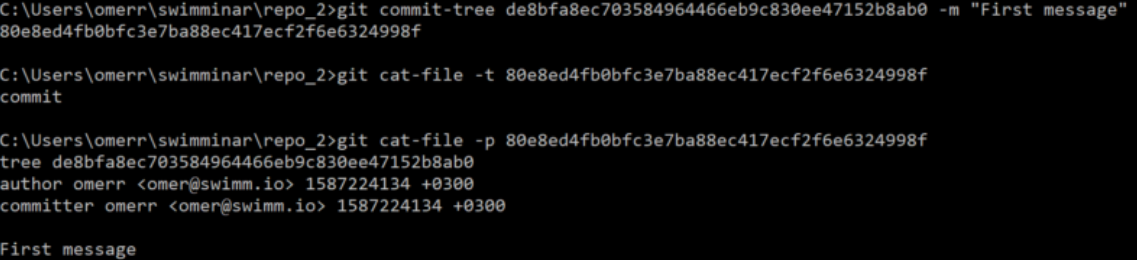 C:\Users\omerr\swimminar\repo_2>git commit-tree de8bfa8ec703584964466eb9c830ee47152b8ab0 -m "First message"
80e8ed4fb0bfc3e7ba88ec417ecf2f6e6324998f
C:\Users\omerr\swimminar\repo_2>git cat-file -t 80e8ed4fb0bfc3e7ba88ec417ecf2f6e6324998f
commit
C:\Users\omerr\swimminar\repo_2>git cat-file -p 80e8ed4fb0bfc3e7ba88ec417ecf2f6e6324998f
tree de8bfa8ec703584964466eb9c830ee47152b8ab0
author omerr <omer@swimm.io> 1587224134 +0300
committer omerr <omer@swimm.io> 1587224134 +0300
First message